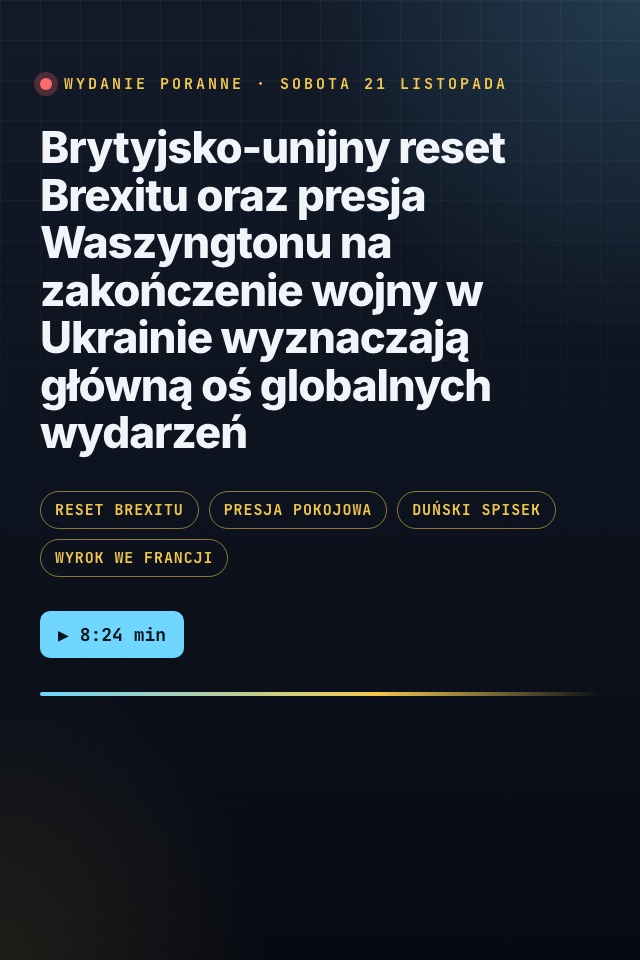 WYDANIE PORANNE · SOBOTA 21 LISTOPADA
Brytyjsko-unijny reset
Brexitu oraz presja
Waszyngtonu na
zakończenie wojny w
Ukrainie wyznaczają
główną oś globalnych
wydarzeń
RESET BREXITU PRESJA POKOJOWA DUŃSKI SPISEK
WYROK WE FRANCJI
▶ 8:24 min